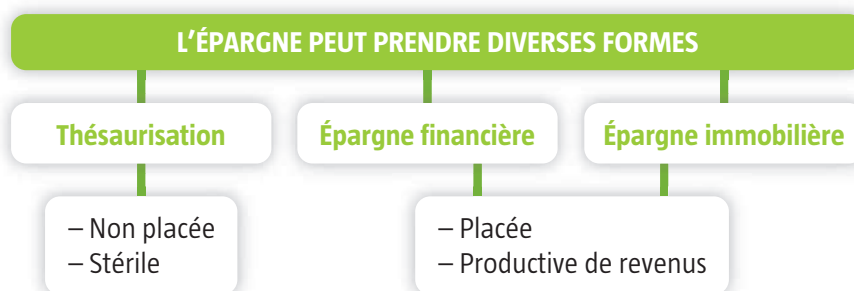 L'ÉPARGNE PEUT PRENDRE DIVERSES FORMES
Thésaurisation
Épargne financière
Épargne immobilière
– Non placée
– Stérile
– Placée
– Productive de revenus